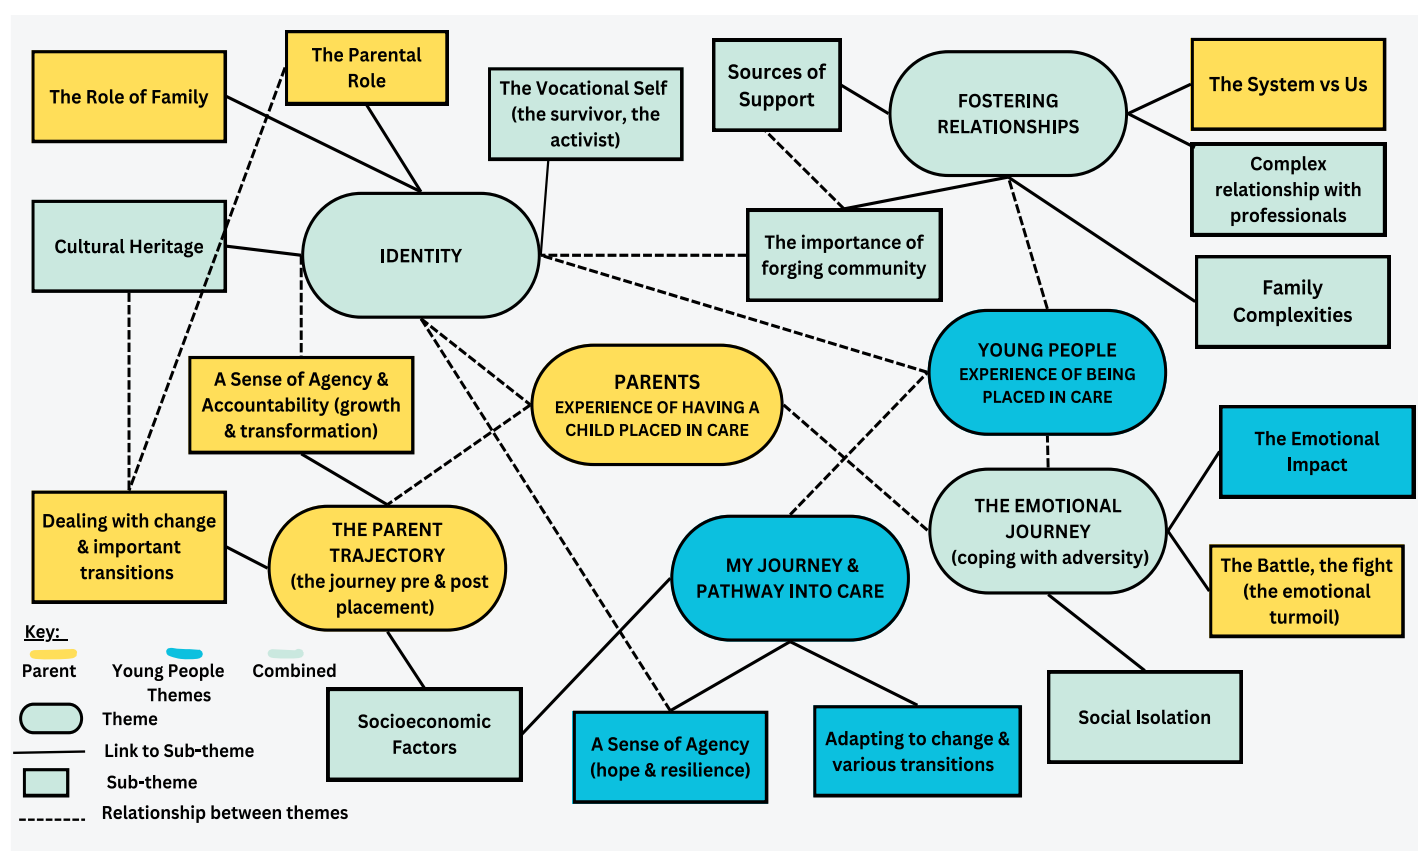 The Role of Family
The Parental
Role
The Vocational Self
(the survivor, the
activist)
Sources of
Support
FOSTERING
RELATIONSHIPS
The System vs Us
Complex
relationship with
professionals
Cultural Heritage
IDENTITY
The importance of
forging community
Family
Complexities
A Sense of Agency &
Accountability (growth
& transformation)
PARENTS
EXPERIENCE OF HAVING A
CHILD PLACED IN CARE
YOUNG PEOPLE
EXPERIENCE OF BEING
PLACED IN CARE
The Emotional
Impact
Dealing with change
& important
transitions
THE PARENT
TRAJECTORY
(the journey pre & post
placement)
MY JOURNEY &
PATHWAY INTO CARE
THE EMOTIONAL
JOURNEY
(coping with adversity)
The Battle, the fight
(the emotional
turmoil)
Socioeconomic
Factors
A Sense of Agency
(hope & resilience)
Adapting to change &
various transitions
Social Isolation
Key:
Parent
Young People
Themes
Combined
Theme
Link to Sub-theme
Sub-theme
Relationship between themes